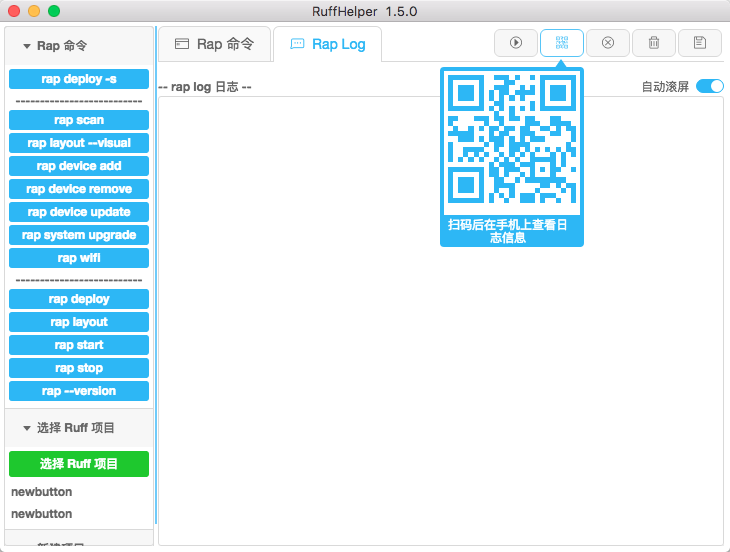 RuffHelper 1.5.0
Rap 命令
rap deploy -s
--------------------------
rap scan
rap layout --visual
rap device add
rap device remove
rap device update
rap system upgrade
rap wifi
--------------------------
rap deploy
rap layout
rap start
rap stop
rap --version
选择 Ruff 项目
选择 Ruff 项目
newbutton
newbutton
新建项目
Rap 命令
Rap Log
-- rap log 日志 --
自动滚屏
扫码后在手机上查看日
志信息